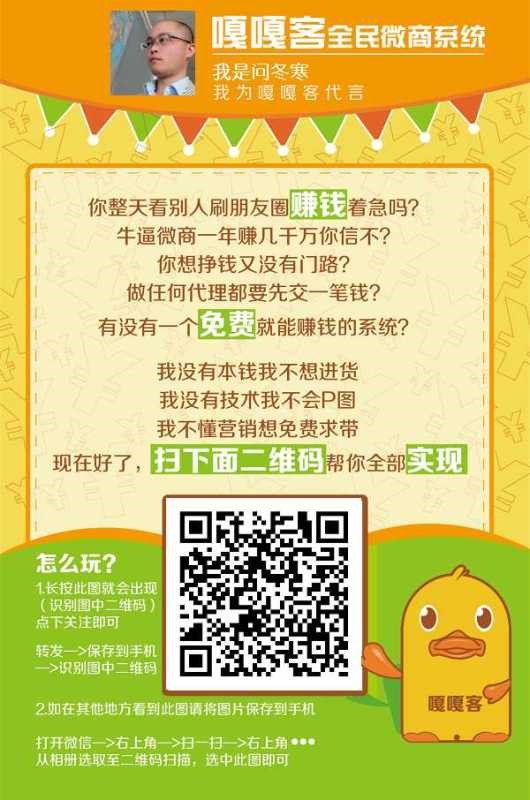 嘎嘎客全民微商系统
我是问冬寒
我为嘎嘎客代言
你整天看别人刷朋友圈赚钱着急吗？
牛逼微商一年赚几千万你信不？
你想挣钱又没有门路？
做任何代理都要先交一笔钱？
有没有一个免费就能赚钱的系统？
我没有本钱我不想进货
我没有技术我不会P图
我不懂营销想免费求带
现在好了，扫下面二维码帮你全部实现
怎么玩？
1.长按此图就会出现
（识别图中二维码）
点下关注即可
转发—>保存到手机
—>识别图中二维码
2.如在其他地方看到此图请将图片保存到手机
打开微信—>右上角—>扫一扫—>右上角●●●
从相册选取至二维码扫描，选中此图即可
嘎嘎客